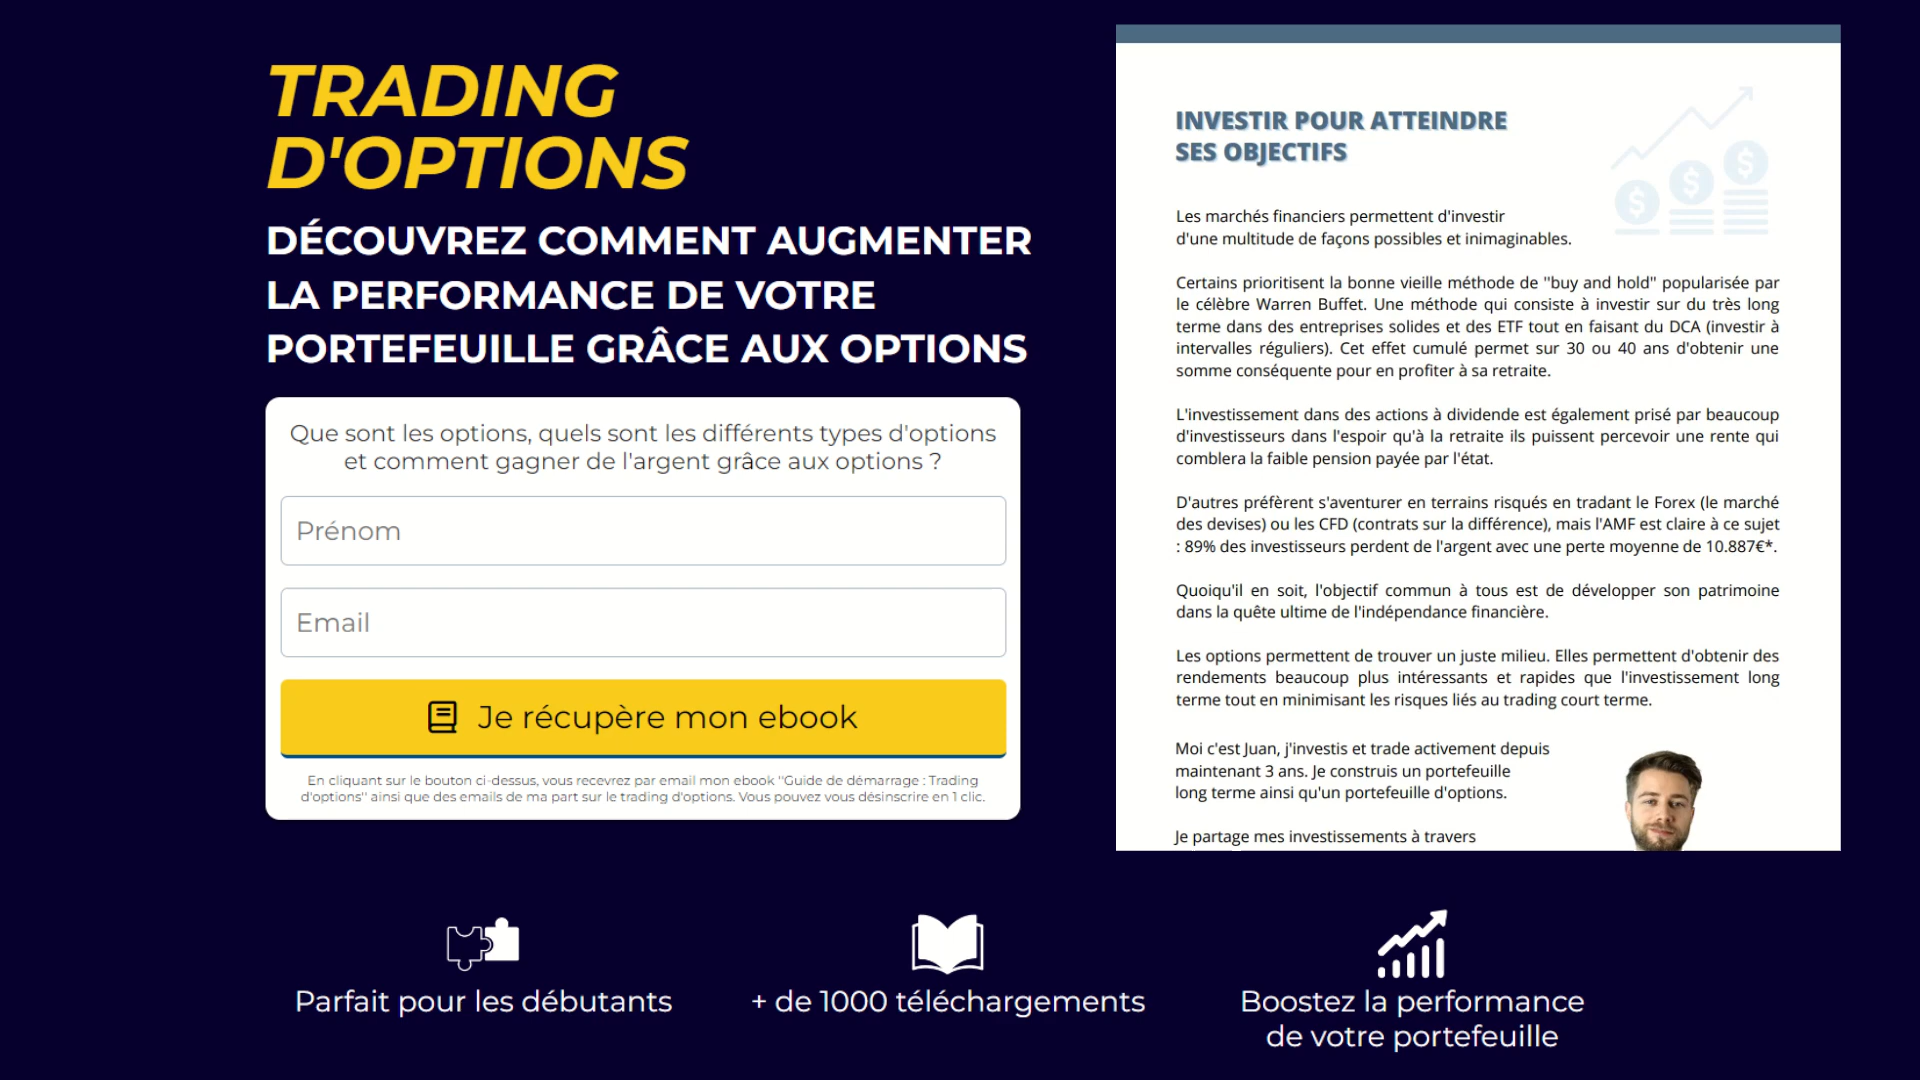 TRADING
D'OPTIONS
DÉCOUVREZ COMMENT AUGMENTER
LA PERFORMANCE DE VOTRE
PORTEFEUILLE GRÂCE AUX OPTIONS
Que sont les options, quels sont les différents types d'options
et comment gagner de l'argent grâce aux options ?
Prénom
Email
Je récupère mon ebook
En cliquant sur le bouton ci-dessus, vous recevrez par email mon ebook "Guide de démarrage : Trading
d'options" ainsi que des emails de ma part sur le trading d'options. Vous pouvez vous désinscrire en 1 clic.
INVESTIR POUR ATTEINDRE
SES OBJECTIFS
Les marchés financiers permettent d'investir
d'une multitude de façons possibles et inimaginables.
Certains prioritisent la bonne vieille méthode de "buy and hold" popularisée par
le célèbre Warren Buffet. Une méthode qui consiste à investir sur du très long
terme dans des entreprises solides et des ETF tout en faisant du DCA (investir à
intervalles réguliers). Cet effet cumulé permet sur 30 ou 40 ans d'obtenir une
somme conséquente pour en profiter à sa retraite.
L'investissement dans des actions à dividende est également prisé par beaucoup
d'investisseurs dans l'espoir qu'à la retraite ils puissent percevoir une rente qui
comblera la faible pension payée par l'état.
D'autres préfèrent s'aventurer en terrains risqués en tradant le Forex (le marché
des devises) ou les CFD (contrats sur la différence), mais l'AMF est claire à ce sujet
: 89% des investisseurs perdent de l'argent avec une perte moyenne de 10.887€*.
Quoiqu'il en soit, l'objectif commun à tous est de développer son patrimoine
dans la quête ultime de l'indépendance financière.
Les options permettent de trouver un juste milieu. Elles permettent d'obtenir des
rendements beaucoup plus intéressants et rapides que l'investissement long
terme tout en minimisant les risques liés au trading court terme.
Moi c'est Juan, j'investis et trade activement depuis
maintenant 3 ans. Je construis un portefeuille
long terme ainsi qu'un portefeuille d'options.
Je partage mes investissements à travers
Parfait pour les débutants
+ de 1000 téléchargements
Boostez la performance
de votre portefeuille